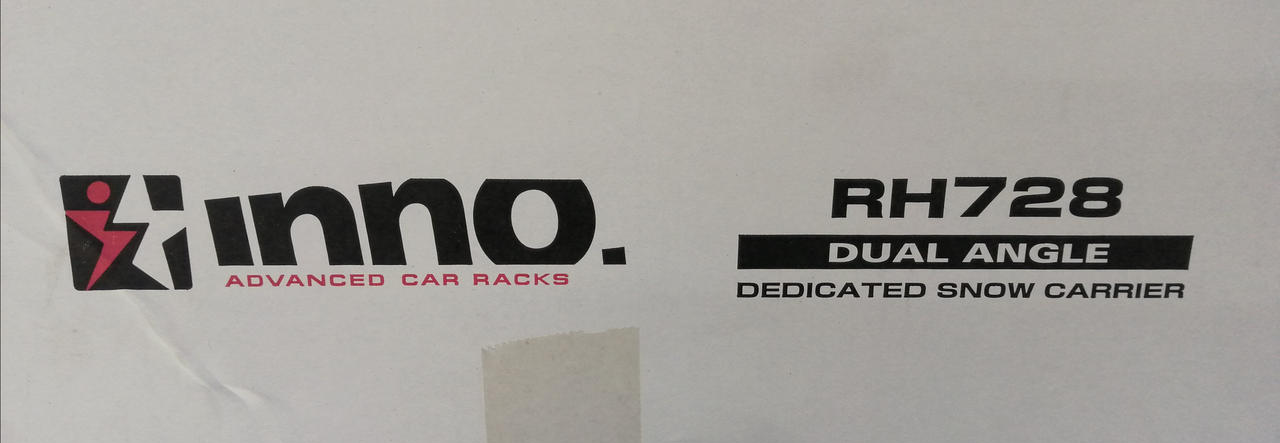 inno.
ADVANCED CAR RACKS
RH728
DUAL ANGLE
DEDICATED SNOW CARRIER